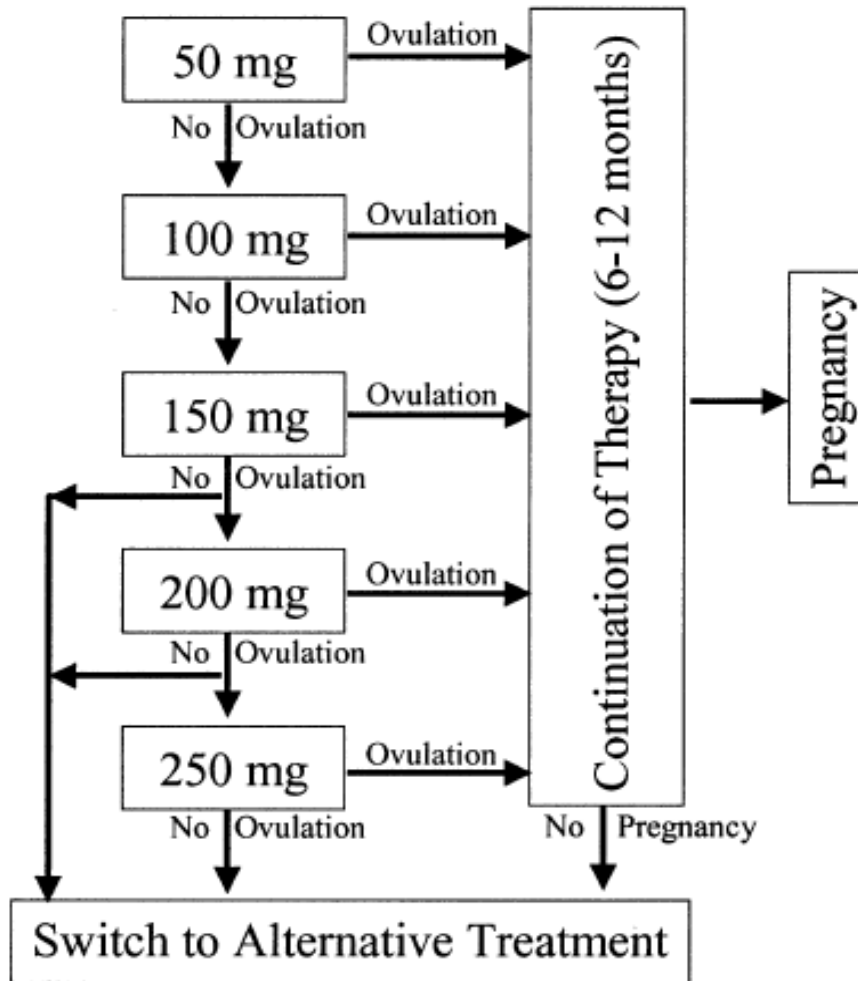 50 mg
Ovulation
No Ovulation
100 mg
Ovulation
No Ovulation
150 mg
Ovulation
No Ovulation
200 mg
Ovulation
No Ovulation
250 mg
Ovulation
No Ovulation
Continuation of Therapy (6-12 months)
Pregnancy
No Pregnancy
Switch to Alternative Treatment